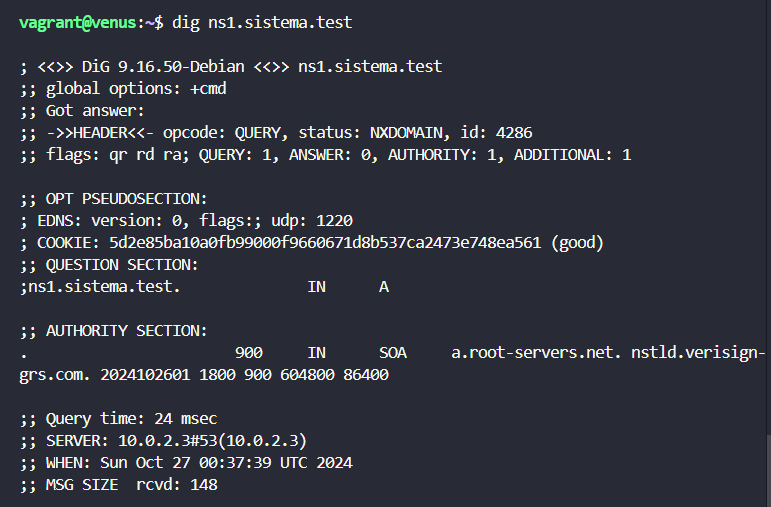 vagrant@venus:~$ dig ns1.sistema.test
; <<>> DiG 9.16.50-Debian <<>> ns1.sistema.test
;; global options: +cmd
;; Got answer:
;; ->>HEADER<<- opcode: QUERY, status: NXDOMAIN, id: 4286
;; flags: qr rd ra; QUERY: 1, ANSWER: 0, AUTHORITY: 1, ADDITIONAL: 1
;; OPT PSEUDOSECTION:
; EDNS: version: 0, flags:; udp: 1220
; COOKIE: 5d2e85ba10a0fb99000f9660671d8b537ca2473e748ea561 (good)
;; QUESTION SECTION:
;ns1.sistema.test. IN A
;; AUTHORITY SECTION:
. 900 IN SOA a.root-servers.net. nstld.verisign-
grs.com. 2024102601 1800 900 604800 86400
;; Query time: 24 msec
;; SERVER: 10.0.2.3#53(10.0.2.3)
;; WHEN: Sun Oct 27 00:37:39 UTC 2024
;; MSG SIZE  rcvd: 148